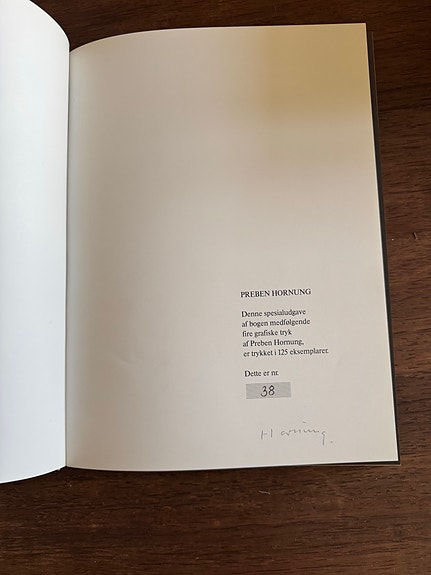 PREBEN HORNUNG
Denne spesialudgave
af bogen medfølgende
fire grafiske tryk
af Preben Hornung,
er trykket i 125 eksemplarer.
Dette er nr.
38
Hornung.